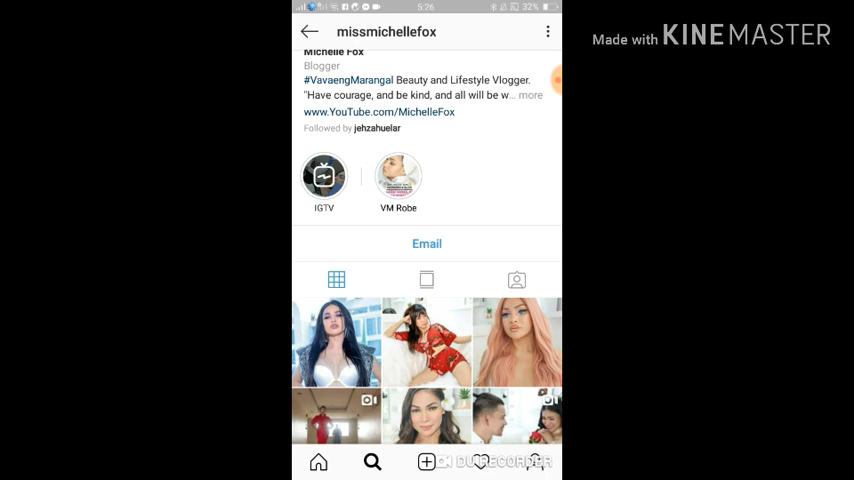 5:26
32%
missmichellefox
Made with KINEMASTER
Michelle Fox
Blogger
#VavaengMarangal Beauty and Lifestyle Vlogger.
"Have courage, and be kind, and all will be w... more
www.YouTube.com/MichelleFox
Followed by jehzahuelar
IGTV
VM Robe
Email
DU RECORDER